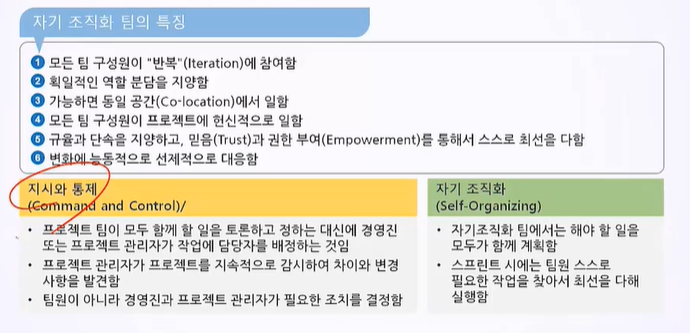 자기 조직화 팀의 특징
1 모든 팀 구성원이 "반복"(Iteration)에 참여함
2 획일적인 역할 분담을 지양함
3 가능하면 동일 공간(Co-location)에서 일함
4 모든 팀 구성원이 프로젝트에 헌신적으로 일함
5 규율과 단속을 지양하고, 믿음(Trust)과 권한 부여(Empowerment)를 통해서 스스로 최선을 다함
6 변화에 능동적으로 선제적으로 대응함
지시와 통제
(Command and Control)/
• 프로젝트 팀이 모두 함께 할 일을 토론하고 정하는 대신에 경영진
또는 프로젝트 관리자가 작업에 담당자를 배정하는 것임
• 프로젝트 관리자가 프로젝트를 지속적으로 감시하여 차이와 변경
사항을 발견함
• 팀원이 아니라 경영진과 프로젝트 관리자가 필요한 조치를 결정함
자기 조직화
(Self-Organizing)
• 자기조직화 팀에서는 해야 할 일을
모두가 함께 계획함
• 스프린트 시에는 팀원 스스로
필요한 작업을 찾아서 최선을 다해
실행함